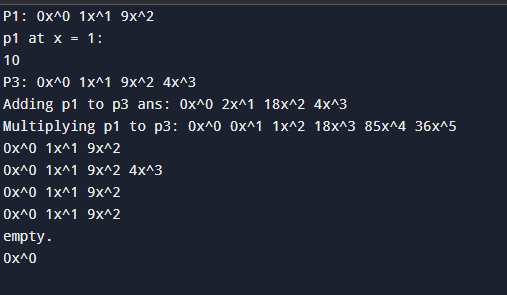 P1: 0x^0 1x^1 9x^2
p1 at x = 1:
10
P3: 0x^0 1x^1 9x^2 4x^3
Adding p1 to p3 ans: 0x^0 2x^1 18x^2 4x^3
Multiplying p1 to p3: 0x^0 0x^1 1x^2 18x^3 85x^4 36x^5
0x^0 1x^1 9x^2
0x^0 1x^1 9x^2 4x^3
0x^0 1x^1 9x^2
0x^0 1x^1 9x^2
empty.
0x^0